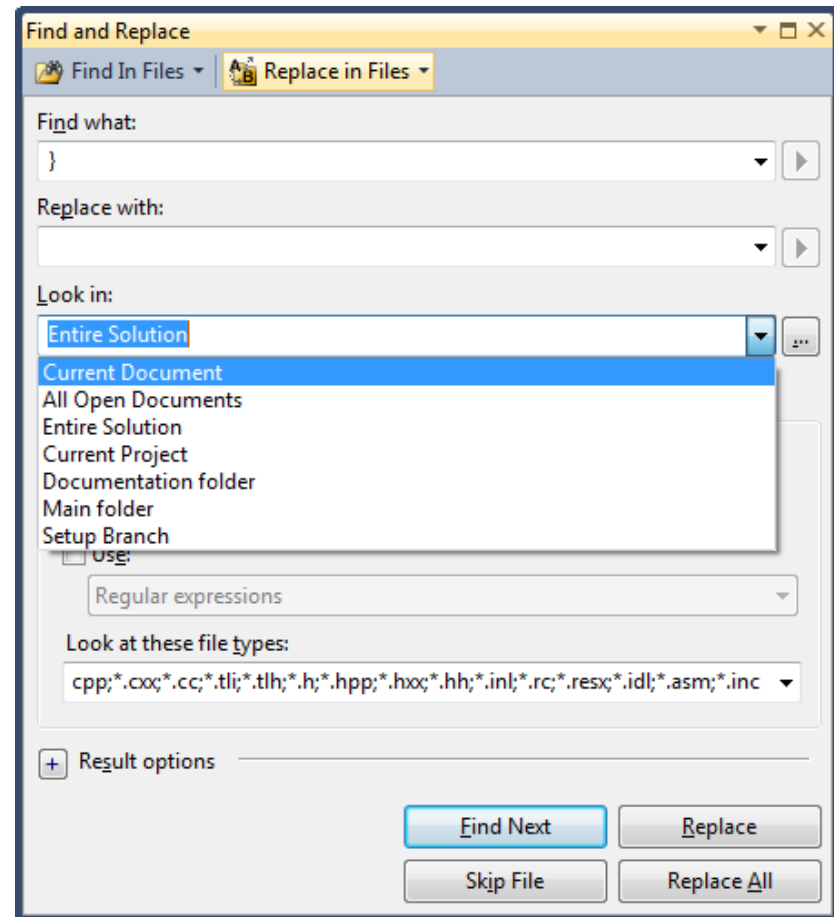 Find and Replace
Find In Files Replace in Files
Find what:
}
Replace with:
Look in:
Entire Solution
...
Current Document
All Open Documents
Entire Solution
Current Project
Documentation folder
Main folder
Setup Branch
Use:
Regular expressions
Look at these file types:
cpp;*.cxx;*.cc;*.tli;*.tlh;*.h;*.hpp;*.hxx;*.hh;*.inl;*.rc;*.resx;*.idl;*.asm;*.inc
+ Result options
Find Next Replace
Skip File Replace All